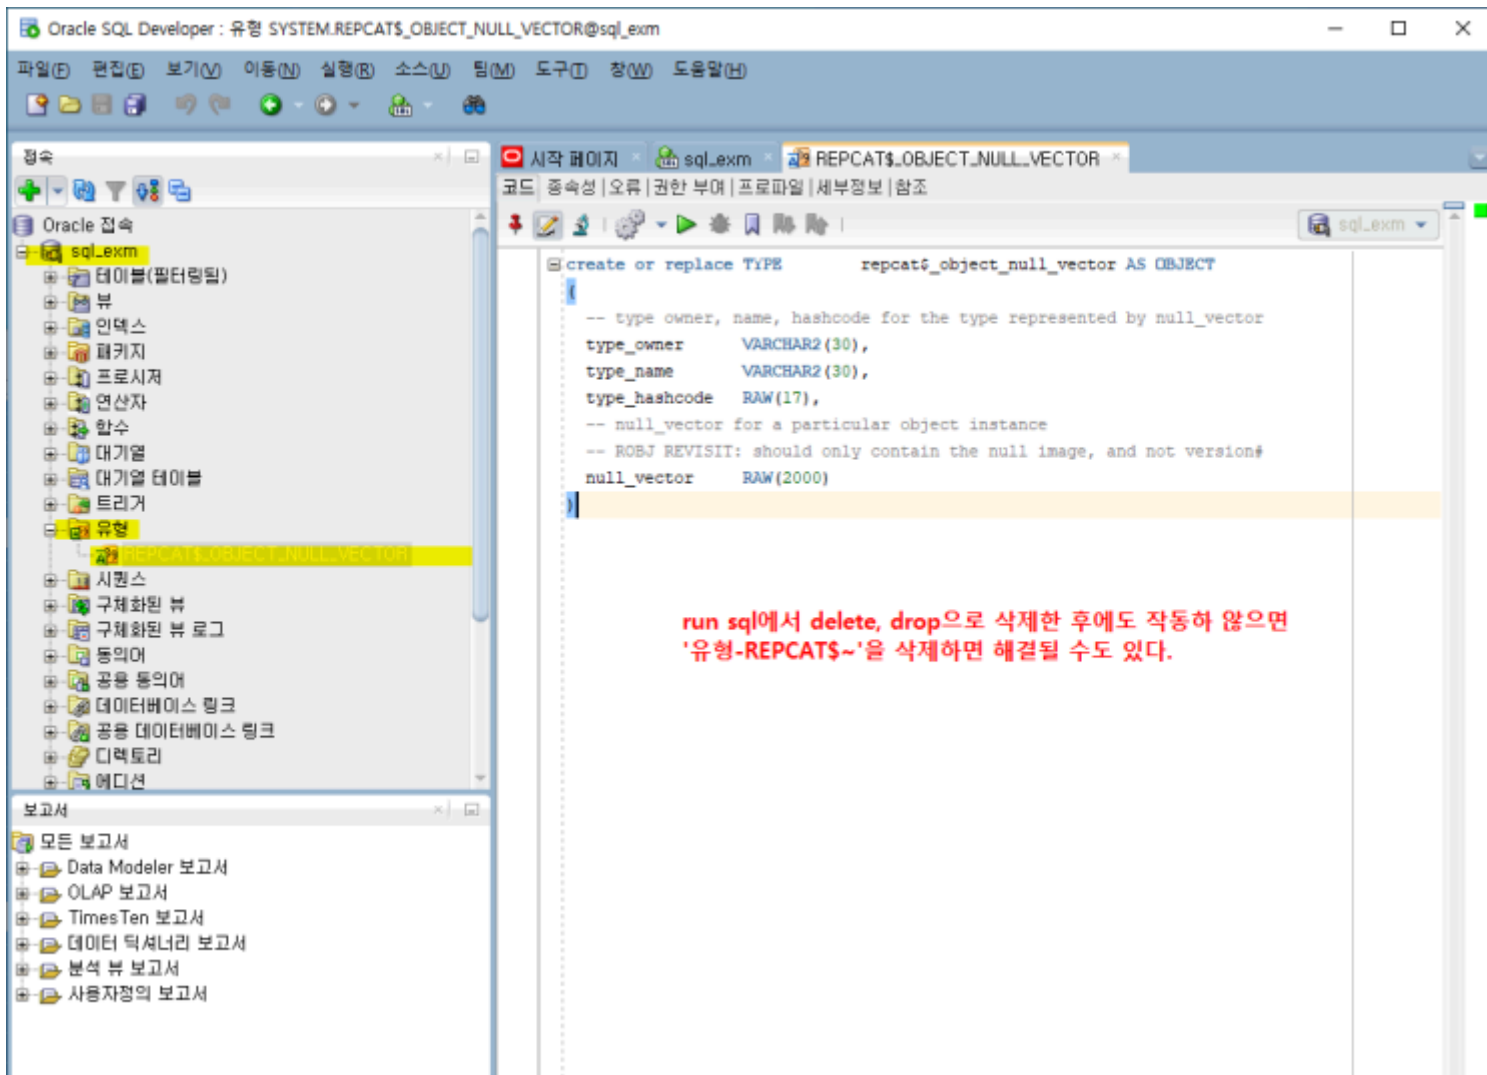 Oracle SQL Developer : 유형 SYSTEM.REPCAT$_OBJECT_NULL_VECTOR@sql_exm
파일(F) 편집(E) 보기(V) 이동(N) 실행(R) 소스(U) 팀(M) 도구(T) 창(W) 도움말(H)
접속
Oracle 접속
sql_exm
테이블(필터링됨)
뷰
인덱스
패키지
프로시저
연산자
함수
대기열
대기열 테이블
트리거
유형
REPCAT$_OBJECT_NULL_VECTOR
시퀀스
구체화된 뷰
구체화된 뷰 로그
동의어
공용 동의어
데이터베이스 링크
공용 데이터베이스 링크
디렉토리
에디션
보고서
모든 보고서
Data Modeler 보고서
OLAP 보고서
TimesTen 보고서
데이터 딕셔너리 보고서
분석 뷰 보고서
사용자정의 보고서
시작 페이지 sql_exm REPCAT$_OBJECT_NULL_VECTOR
코드 종속성 | 오류 | 권한 부여 | 프로파일 | 세부정보 | 참조
sql_exm
create or replace TYPE repcat$_object_null_vector AS OBJECT
(
-- type owner, name, hashcode for the type represented by null_vector
type_owner VARCHAR2(30),
type_name VARCHAR2(30),
type_hashcode RAW(17),
-- null_vector for a particular object instance
-- ROBJ REVISIT: should only contain the null image, and not version#
null_vector RAW(2000)
)
run sql에서 delete, drop으로 삭제한 후에도 작동하 않으면
'유형-REPCAT$~'을 삭제하면 해결될 수도 있다.